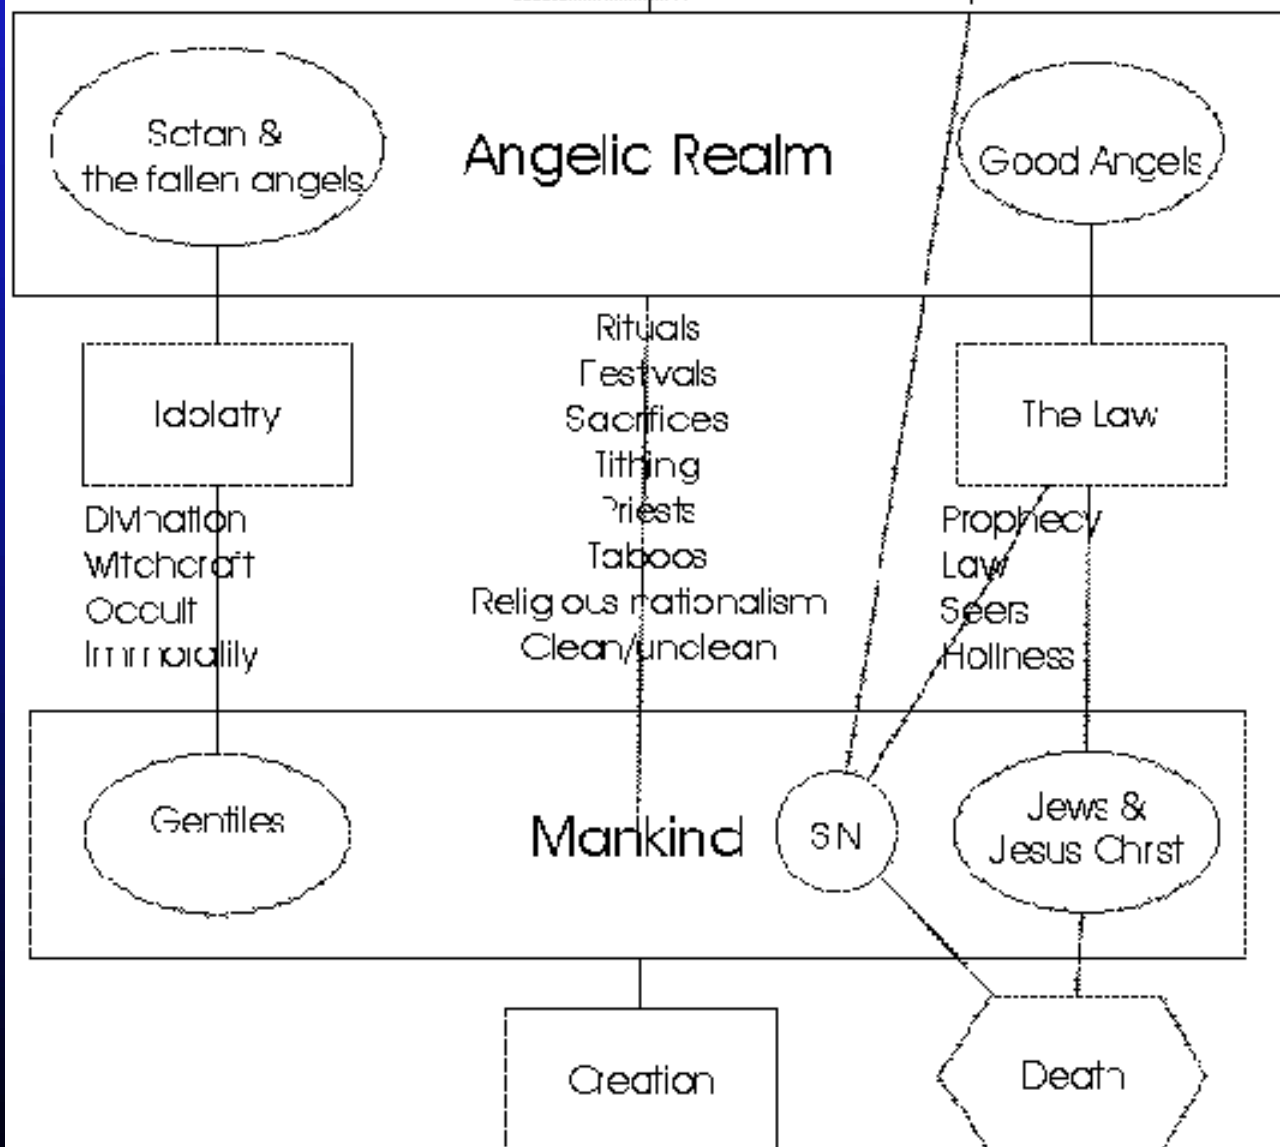 Satan &
the fallen angels
Angelic Realm
Good Angels
Idolatry
Rituals
Festivals
Sacrifices
Tithing
Priests
Taboos
Religious nationalism
Clean/unclean
The Law
Divination
Witchcraft
Occult
Immorality
Prophecy
Law
Seers
Holiness
Gentiles
Mankind
SIN
Jews &
Jesus Christ
Creation
Death